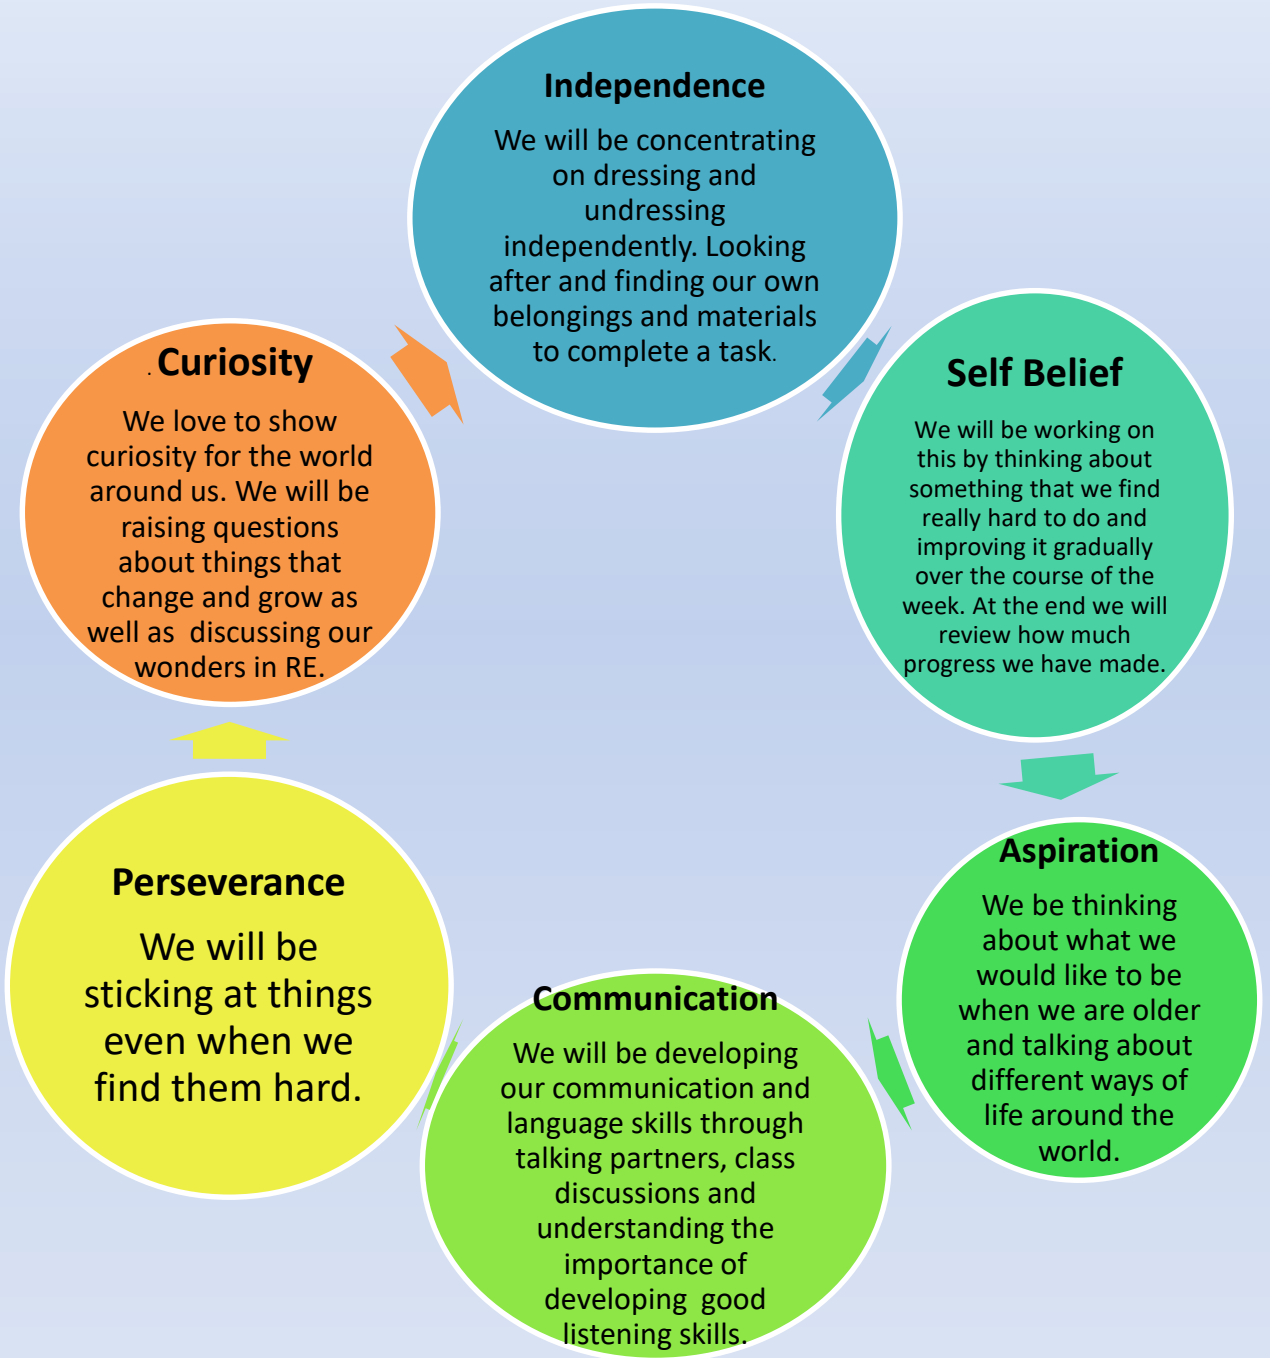 Independence
We will be concentrating
on dressing and
undressing
independently. Looking
after and finding our own
belongings and materials
to complete a task.
Self Belief
We will be working on
this by thinking about
something that we find
really hard to do and
improving it gradually
over the course of the
week. At the end we will
review how much
progress we have made.
Aspiration
We be thinking
about what we
would like to be
when we are older
and talking about
different ways of
life around the
world.
Communication
We will be developing
our communication and
language skills through
talking partners, class
discussions and
understanding the
importance of
developing  good
listening skills.
Perseverance
We will be
sticking at things
even when we
find them hard.
. Curiosity
We love to show
curiosity for the world
around us. We will be
raising questions
about things that
change and grow as
well as  discussing our
wonders in RE.